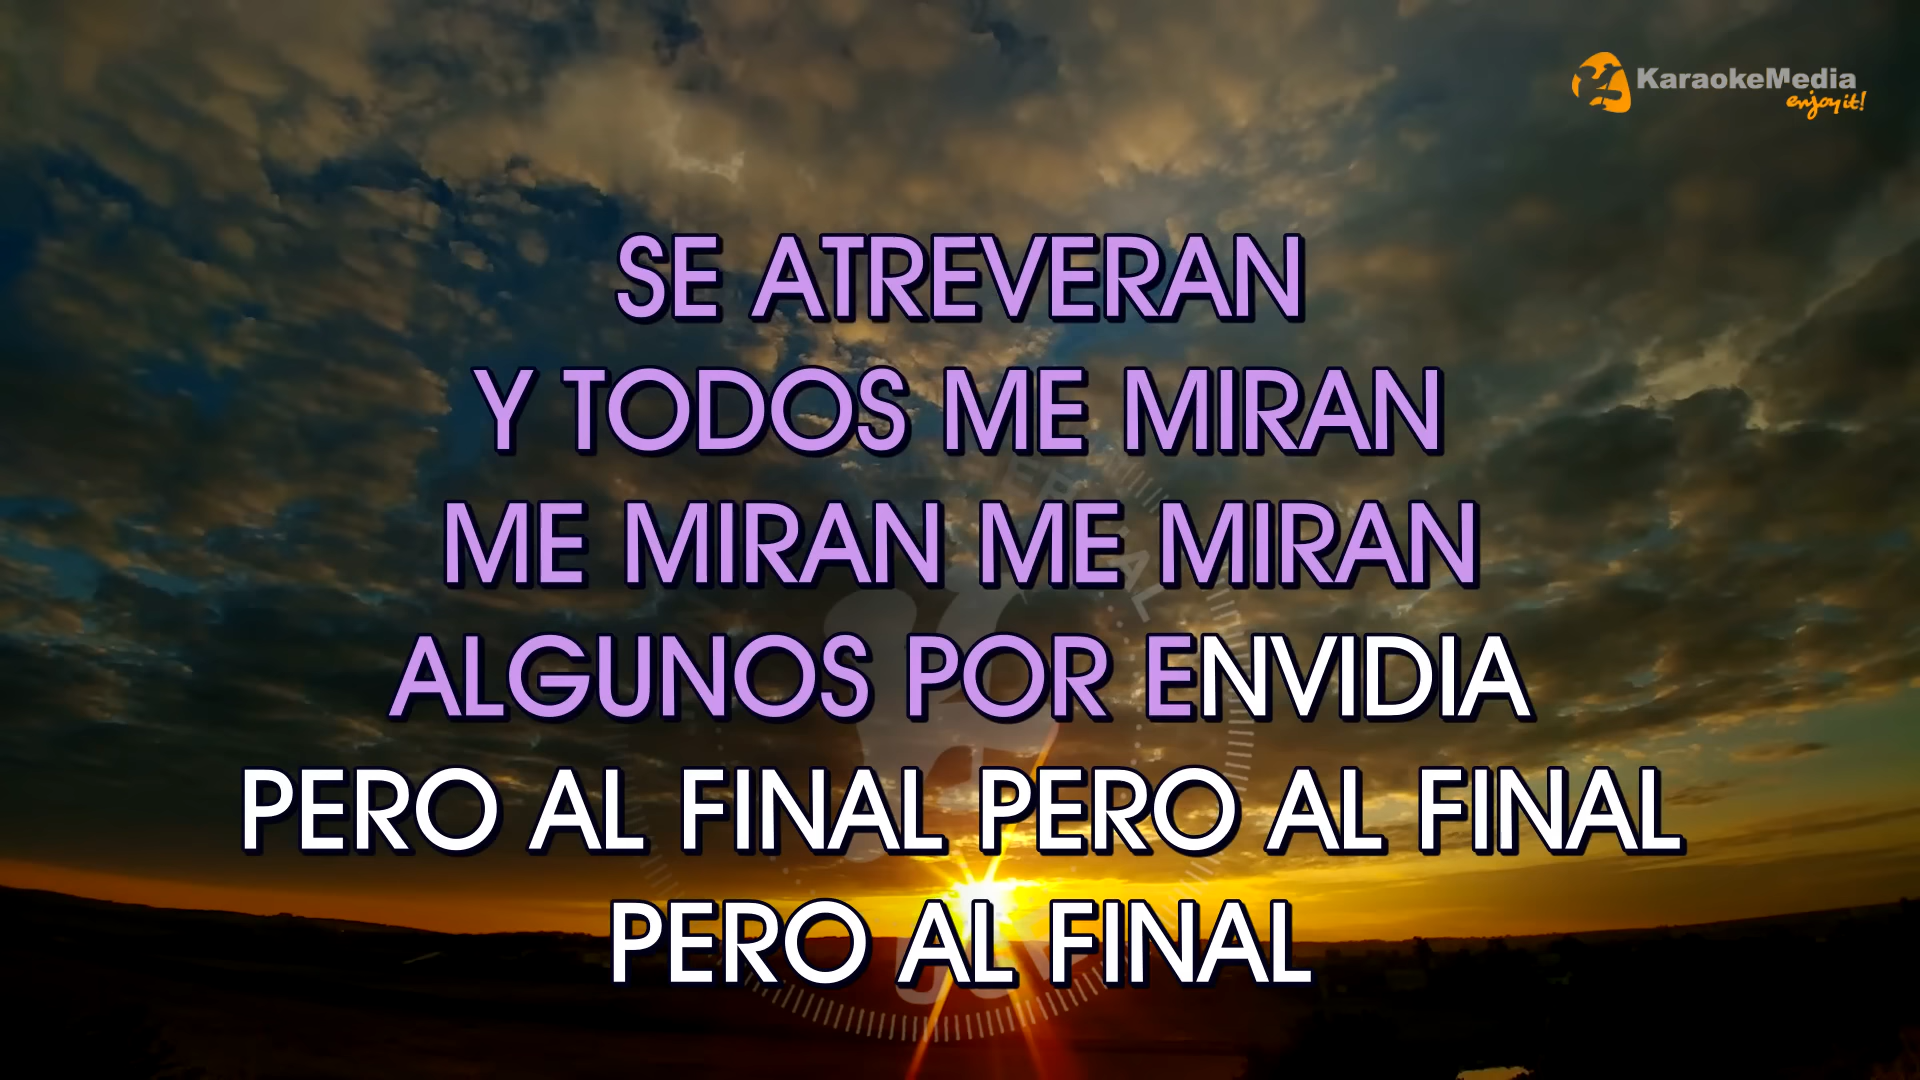 KaraokeMedia
enjoy it!
SE ATREVERAN
Y TODOS ME MIRAN
ME MIRAN ME MIRAN
ALGUNOS POR ENVIDIA
PERO AL FINAL PERO AL FINAL
PERO AL FINAL